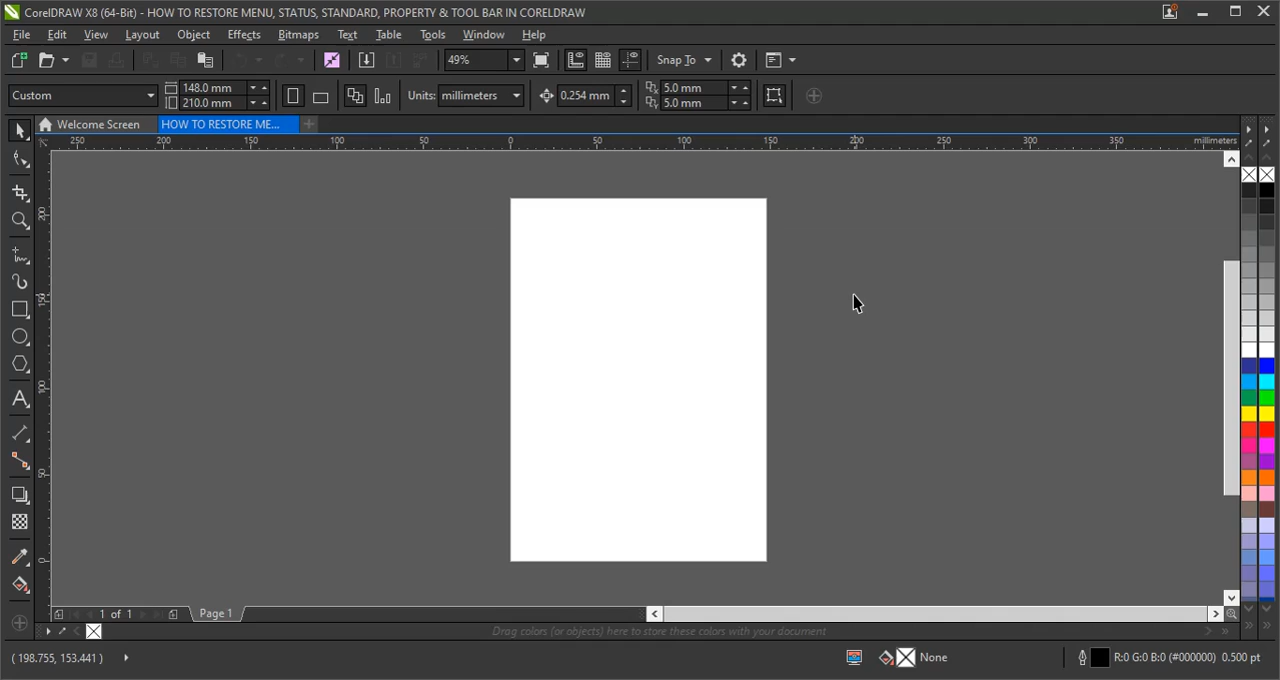 CorelDRAW X8 (64-Bit) - HOW TO RESTORE MENU, STATUS, STANDARD, PROPERTY & TOOL BAR IN CORELDRAW
File Edit View Layout Object Effects Bitmaps Text Table Tools Window Help
49% Snap To
Custom 148.0 mm 210.0 mm Units: millimeters 0.254 mm 5.0 mm 5.0 mm
Welcome Screen HOW TO RESTORE ME...
250 200 150 100 50 0 50 100 150 200 250 300 350 millimeters
200
150
100
50
0
1 of 1 Page 1
Drag colors (or objects) here to store these colors with your document
( 198.755, 153.441 ) None R:0 G:0 B:0 (#000000) 0.500 pt